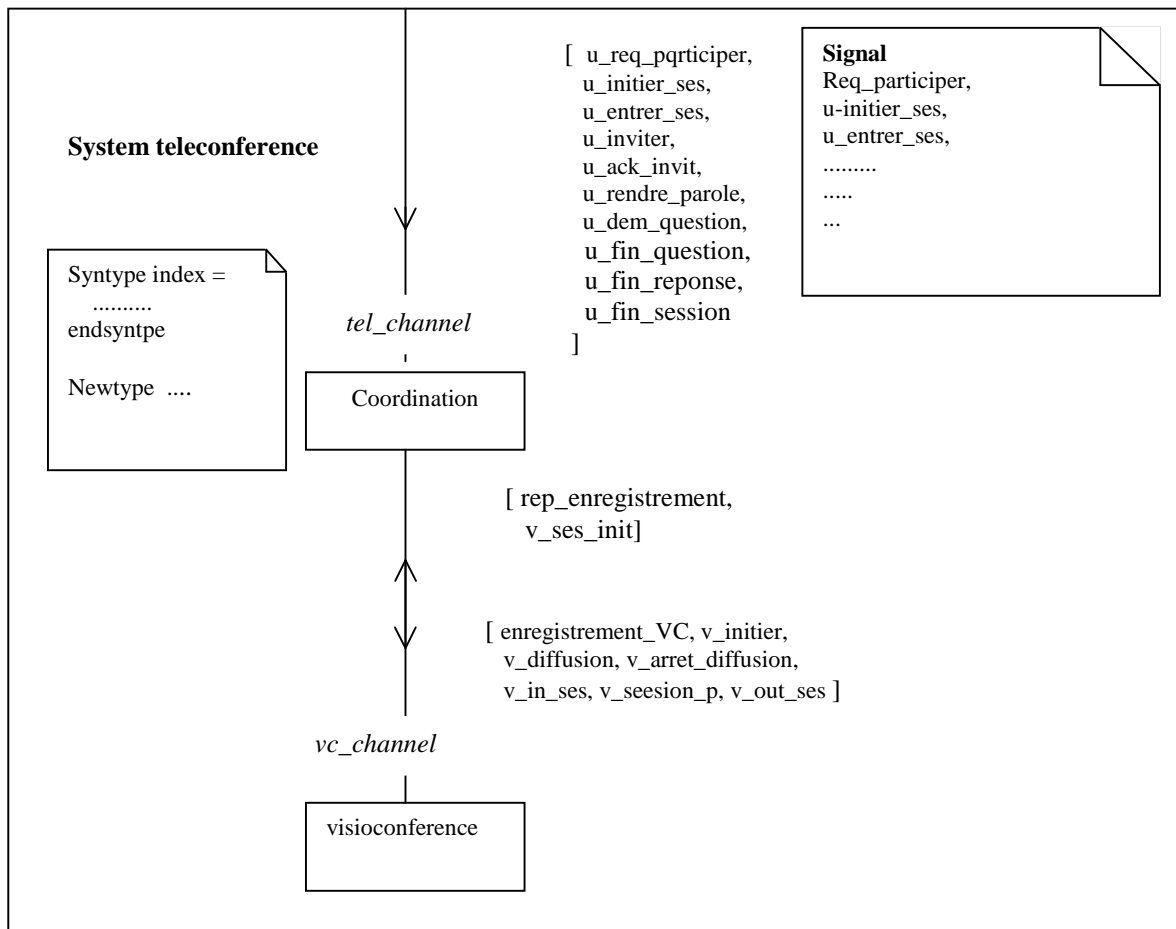 System teleconference
[ u_req_pqrticiper,
u_initier_ses,
u_entrer_ses,
u_inviter,
u_ack_invit,
u_rendre_parole,
u_dem_question,
u_fin_question,
u_fin_reponse,
u_fin_session
]
Signal
Req_participer,
u-initier_ses,
u_entrer_ses,
.........
.....
...
Syntype index =
..........
endsyntpe
Newtype ....
tel_channel
Coordination
[ rep_enregistrement,
v_ses_init]
[ enregistrement_VC, v_initier,
v_diffusion, v_arret_diffusion,
v_in_ses, v_seesion_p, v_out_ses ]
vc_channel
visioconference